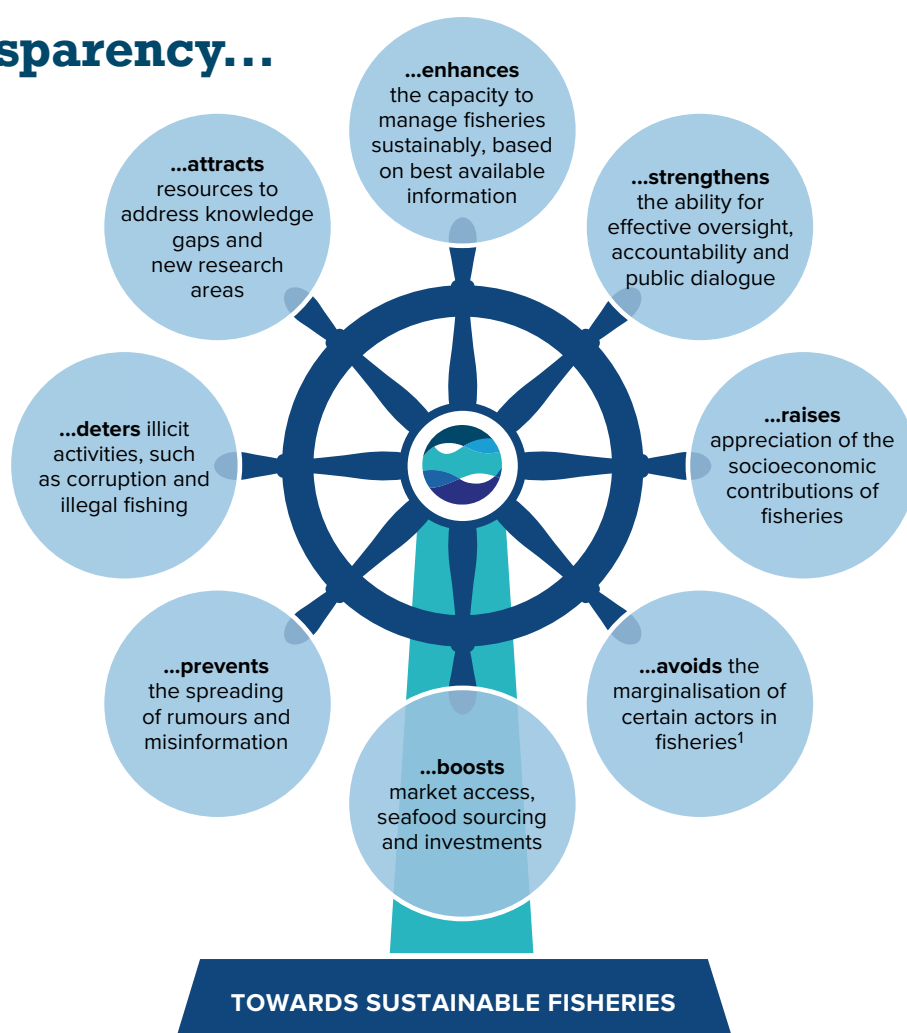 sparency...
...enhances
the capacity to
manage fisheries
sustainably, based
on best available
information
...strengthens
the ability for
effective oversight,
accountability and
public dialogue
...raises
appreciation of the
socioeconomic
contributions of
fisheries
...avoids the
marginalisation of
certain actors in
fisheries¹
...boosts
market access,
seafood sourcing
and investments
...prevents
the spreading
of rumours and
misinformation
...deters illicit
activities, such
as corruption and
illegal fishing
...attracts
resources to
address knowledge
gaps and
new research
areas
TOWARDS SUSTAINABLE FISHERIES